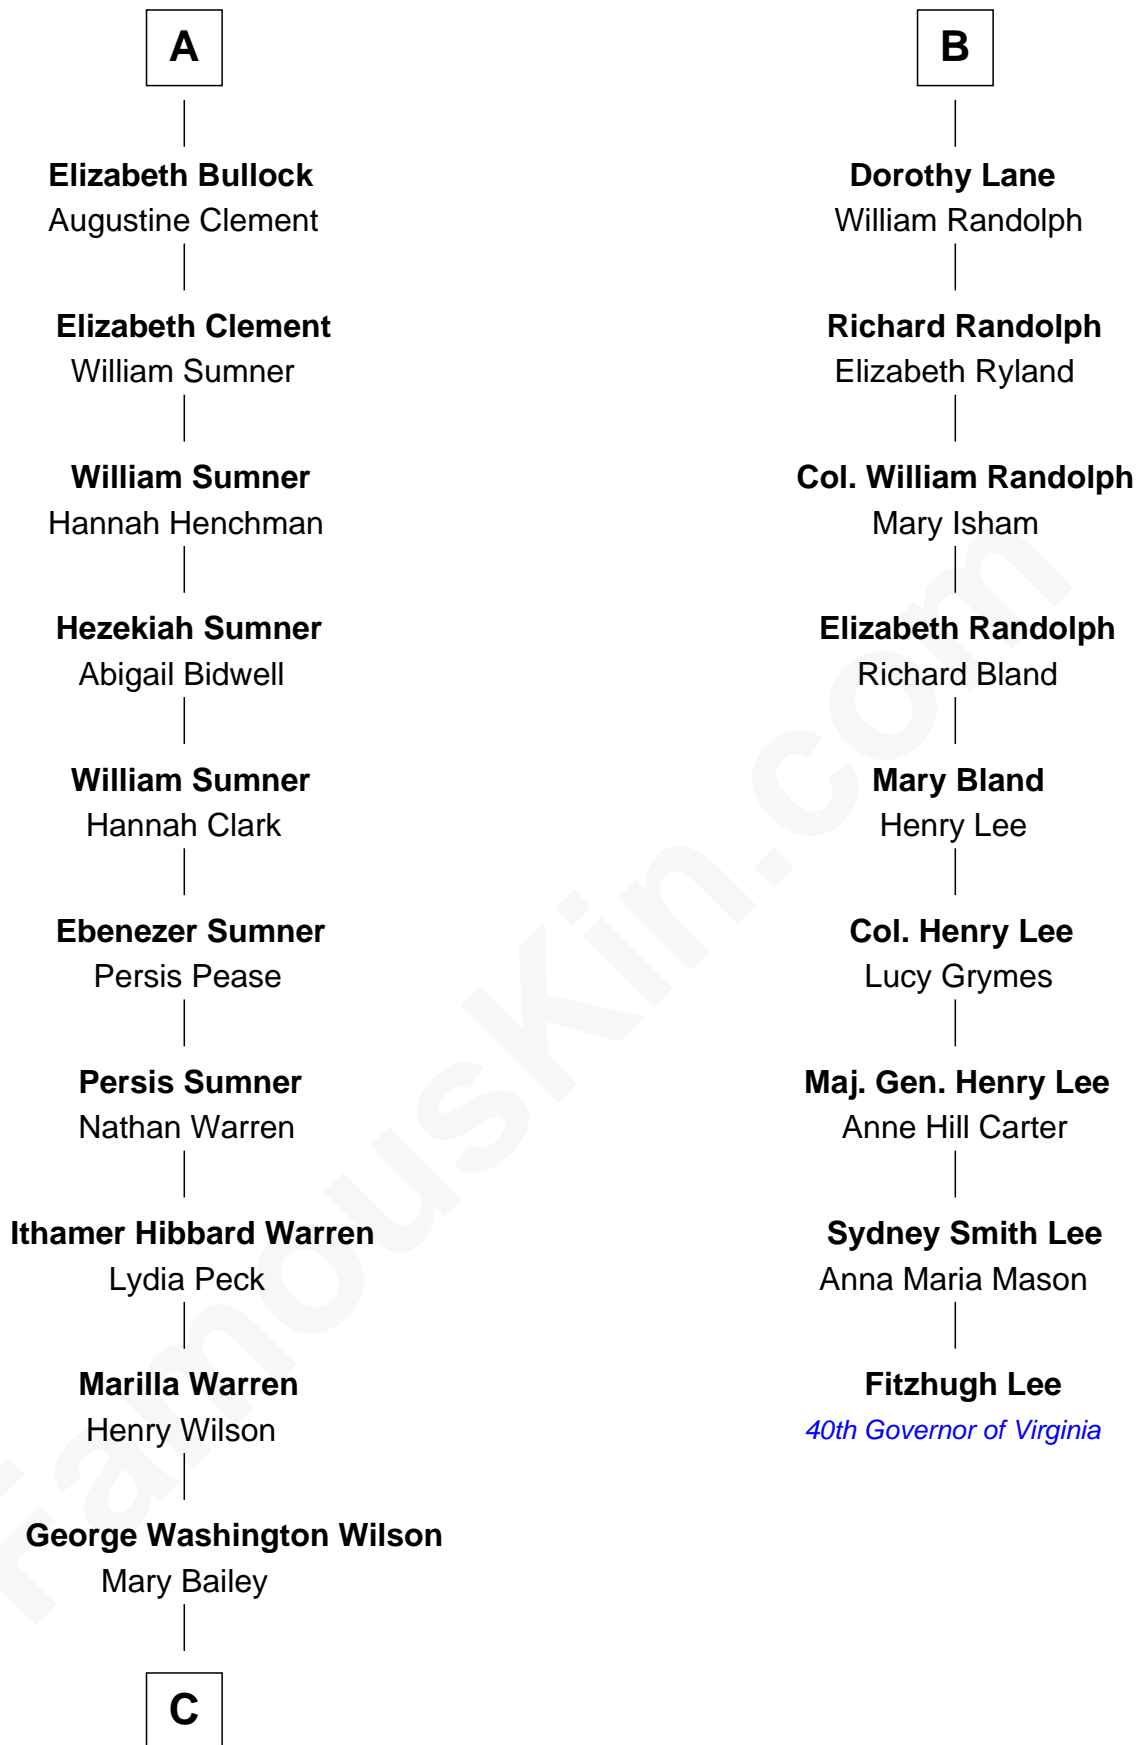 A
Elizabeth Bullock
Augustine Clement
Elizabeth Clement
William Sumner
William Sumner
Hannah Henchman
Hezekiah Sumner
Abigail Bidwell
William Sumner
Hannah Clark
Ebenezer Sumner
Persis Pease
Persis Sumner
Nathan Warren
Ithamer Hibbard Warren
Lydia Peck
Marilla Warren
Henry Wilson
George Washington Wilson
Mary Bailey
C
B
Dorothy Lane
William Randolph
Richard Randolph
Elizabeth Ryland
Col. William Randolph
Mary Isham
Elizabeth Randolph
Richard Bland
Mary Bland
Henry Lee
Col. Henry Lee
Lucy Grymes
Maj. Gen. Henry Lee
Anne Hill Carter
Sydney Smith Lee
Anna Maria Mason
Fitzhugh Lee
40th Governor of Virginia
FamousKin.com